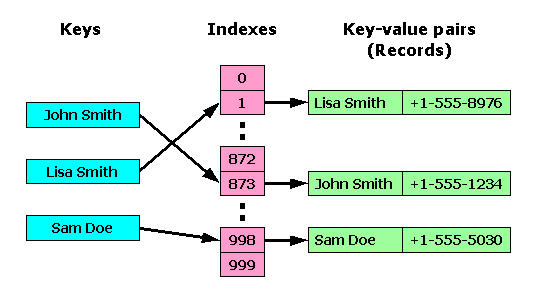 Keys
Indexes
Key-value pairs
(Records)
John Smith
Lisa Smith
Sam Doe
0
1
872
873
998
999
Lisa Smith +1-555-8976
John Smith +1-555-1234
Sam Doe +1-555-5030